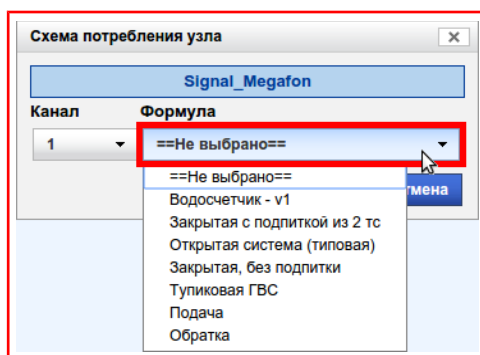 Схема потребления узла
Signal_Megafon
Канал Формула
1 ==Не выбрано==
==Не выбрано==
Водосчетчик - v1
Закрытая с подпиткой из 2 тс
Открытая система (типовая)
Закрытая, без подпитки
Тупиковая ГВС
Подача
Обратка